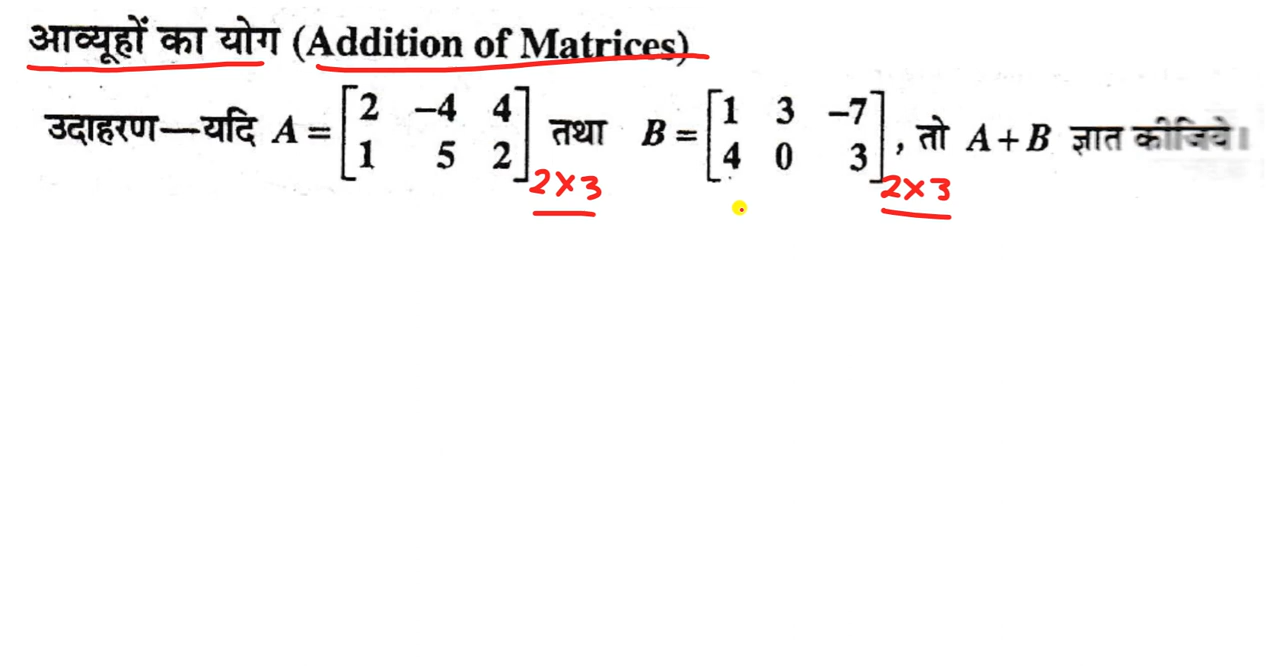 आव्यूहों का योग (Addition of Matrices)
उदाहरण—यदि A = [2 -4 4 तथा B = [1 3 -7], तो A+B ज्ञात कीजिये।
1 5 2] 4 0 3]
2×3 2×3